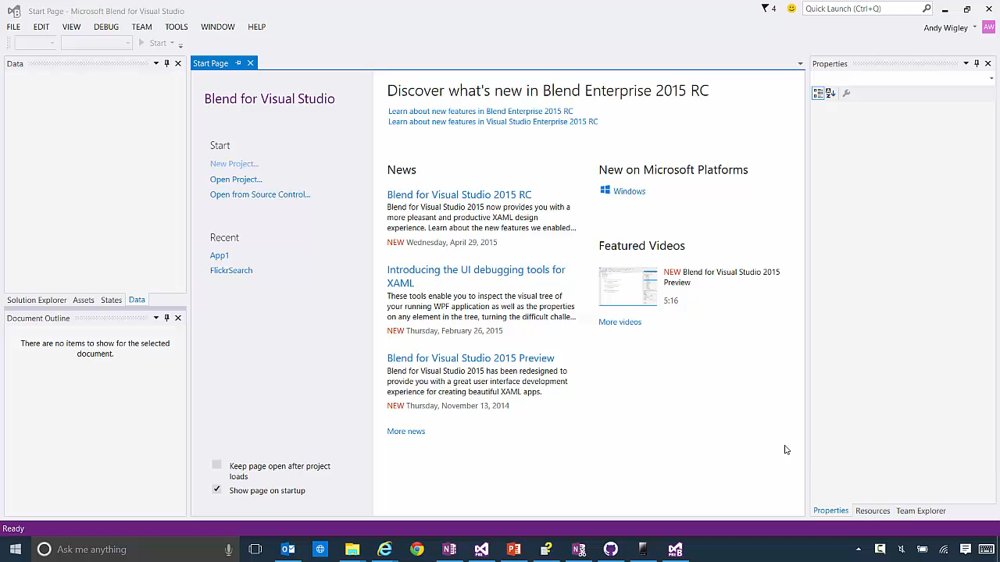 Start Page - Microsoft Blend for Visual Studio
4
Quick Launch (Ctrl+Q)
FILE EDIT VIEW DEBUG TEAM TOOLS WINDOW HELP
Andy Wigley
AW
Start
Data
Start Page
Properties
Blend for Visual Studio
Start
New Project...
Open Project...
Open from Source Control...
Recent
App1
FlickrSearch
Keep page open after project
loads
Show page on startup
Discover what's new in Blend Enterprise 2015 RC
Learn about new features in Blend Enterprise 2015 RC
Learn about new features in Visual Studio Enterprise 2015 RC
News
Blend for Visual Studio 2015 RC
Blend for Visual Studio 2015 now provides you with a
more pleasant and productive XAML design
experience. Learn about the new features we enabled...
NEW Wednesday, April 29, 2015
Introducing the UI debugging tools for
XAML
These tools enable you to inspect the visual tree of
your running WPF application as well as the properties
on any element in the tree, turning the difficult challe...
NEW Thursday, February 26, 2015
Blend for Visual Studio 2015 Preview
Blend for Visual Studio 2015 has been redesigned to
provide you with a great user interface development
experience for creating beautiful XAML apps.
NEW Thursday, November 13, 2014
More news
New on Microsoft Platforms
Windows
Featured Videos
NEW Blend for Visual Studio 2015
Preview
5:16
More videos
Solution Explorer Assets States Data
Document Outline
There are no items to show for the selected
document.
Properties Resources Team Explorer
Ready
Ask me anything